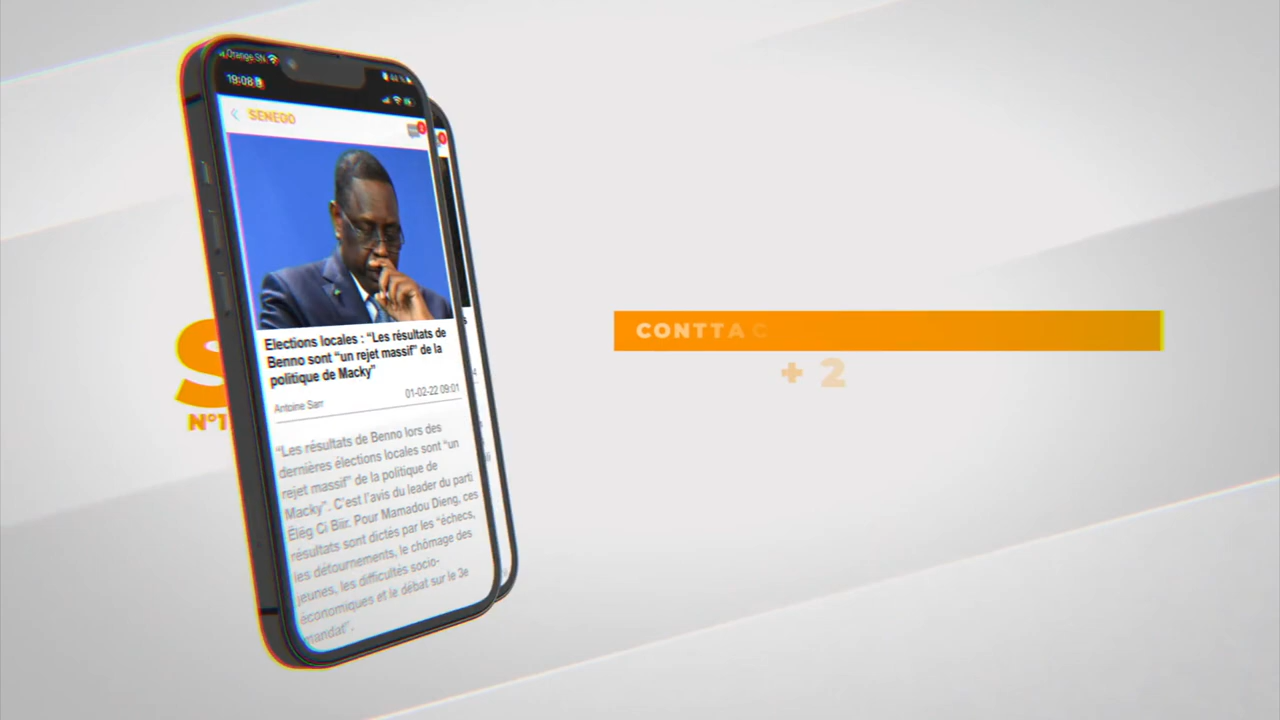 Orange SN
19:08
SENEGO
Elections locales : “Les résultats de
Benno sont “un rejet massif” de la
politique de Macky”
Antoine Sarr
01-02-22 09:01
“Les résultats de Benno lors des
dernières élections locales sont “un
rejet massif” de la politique de
Macky”. C’est l’avis du leader du parti
Ëlëg Ci Biir. Pour Mamadou Dieng, ces
résultats sont dictés par les “échecs,
les détournements, le chômage des
jeunes, les difficultés socio-
économiques et le débat sur le 3e
mandat”.
S
N°1
CONTTAC
+ 2